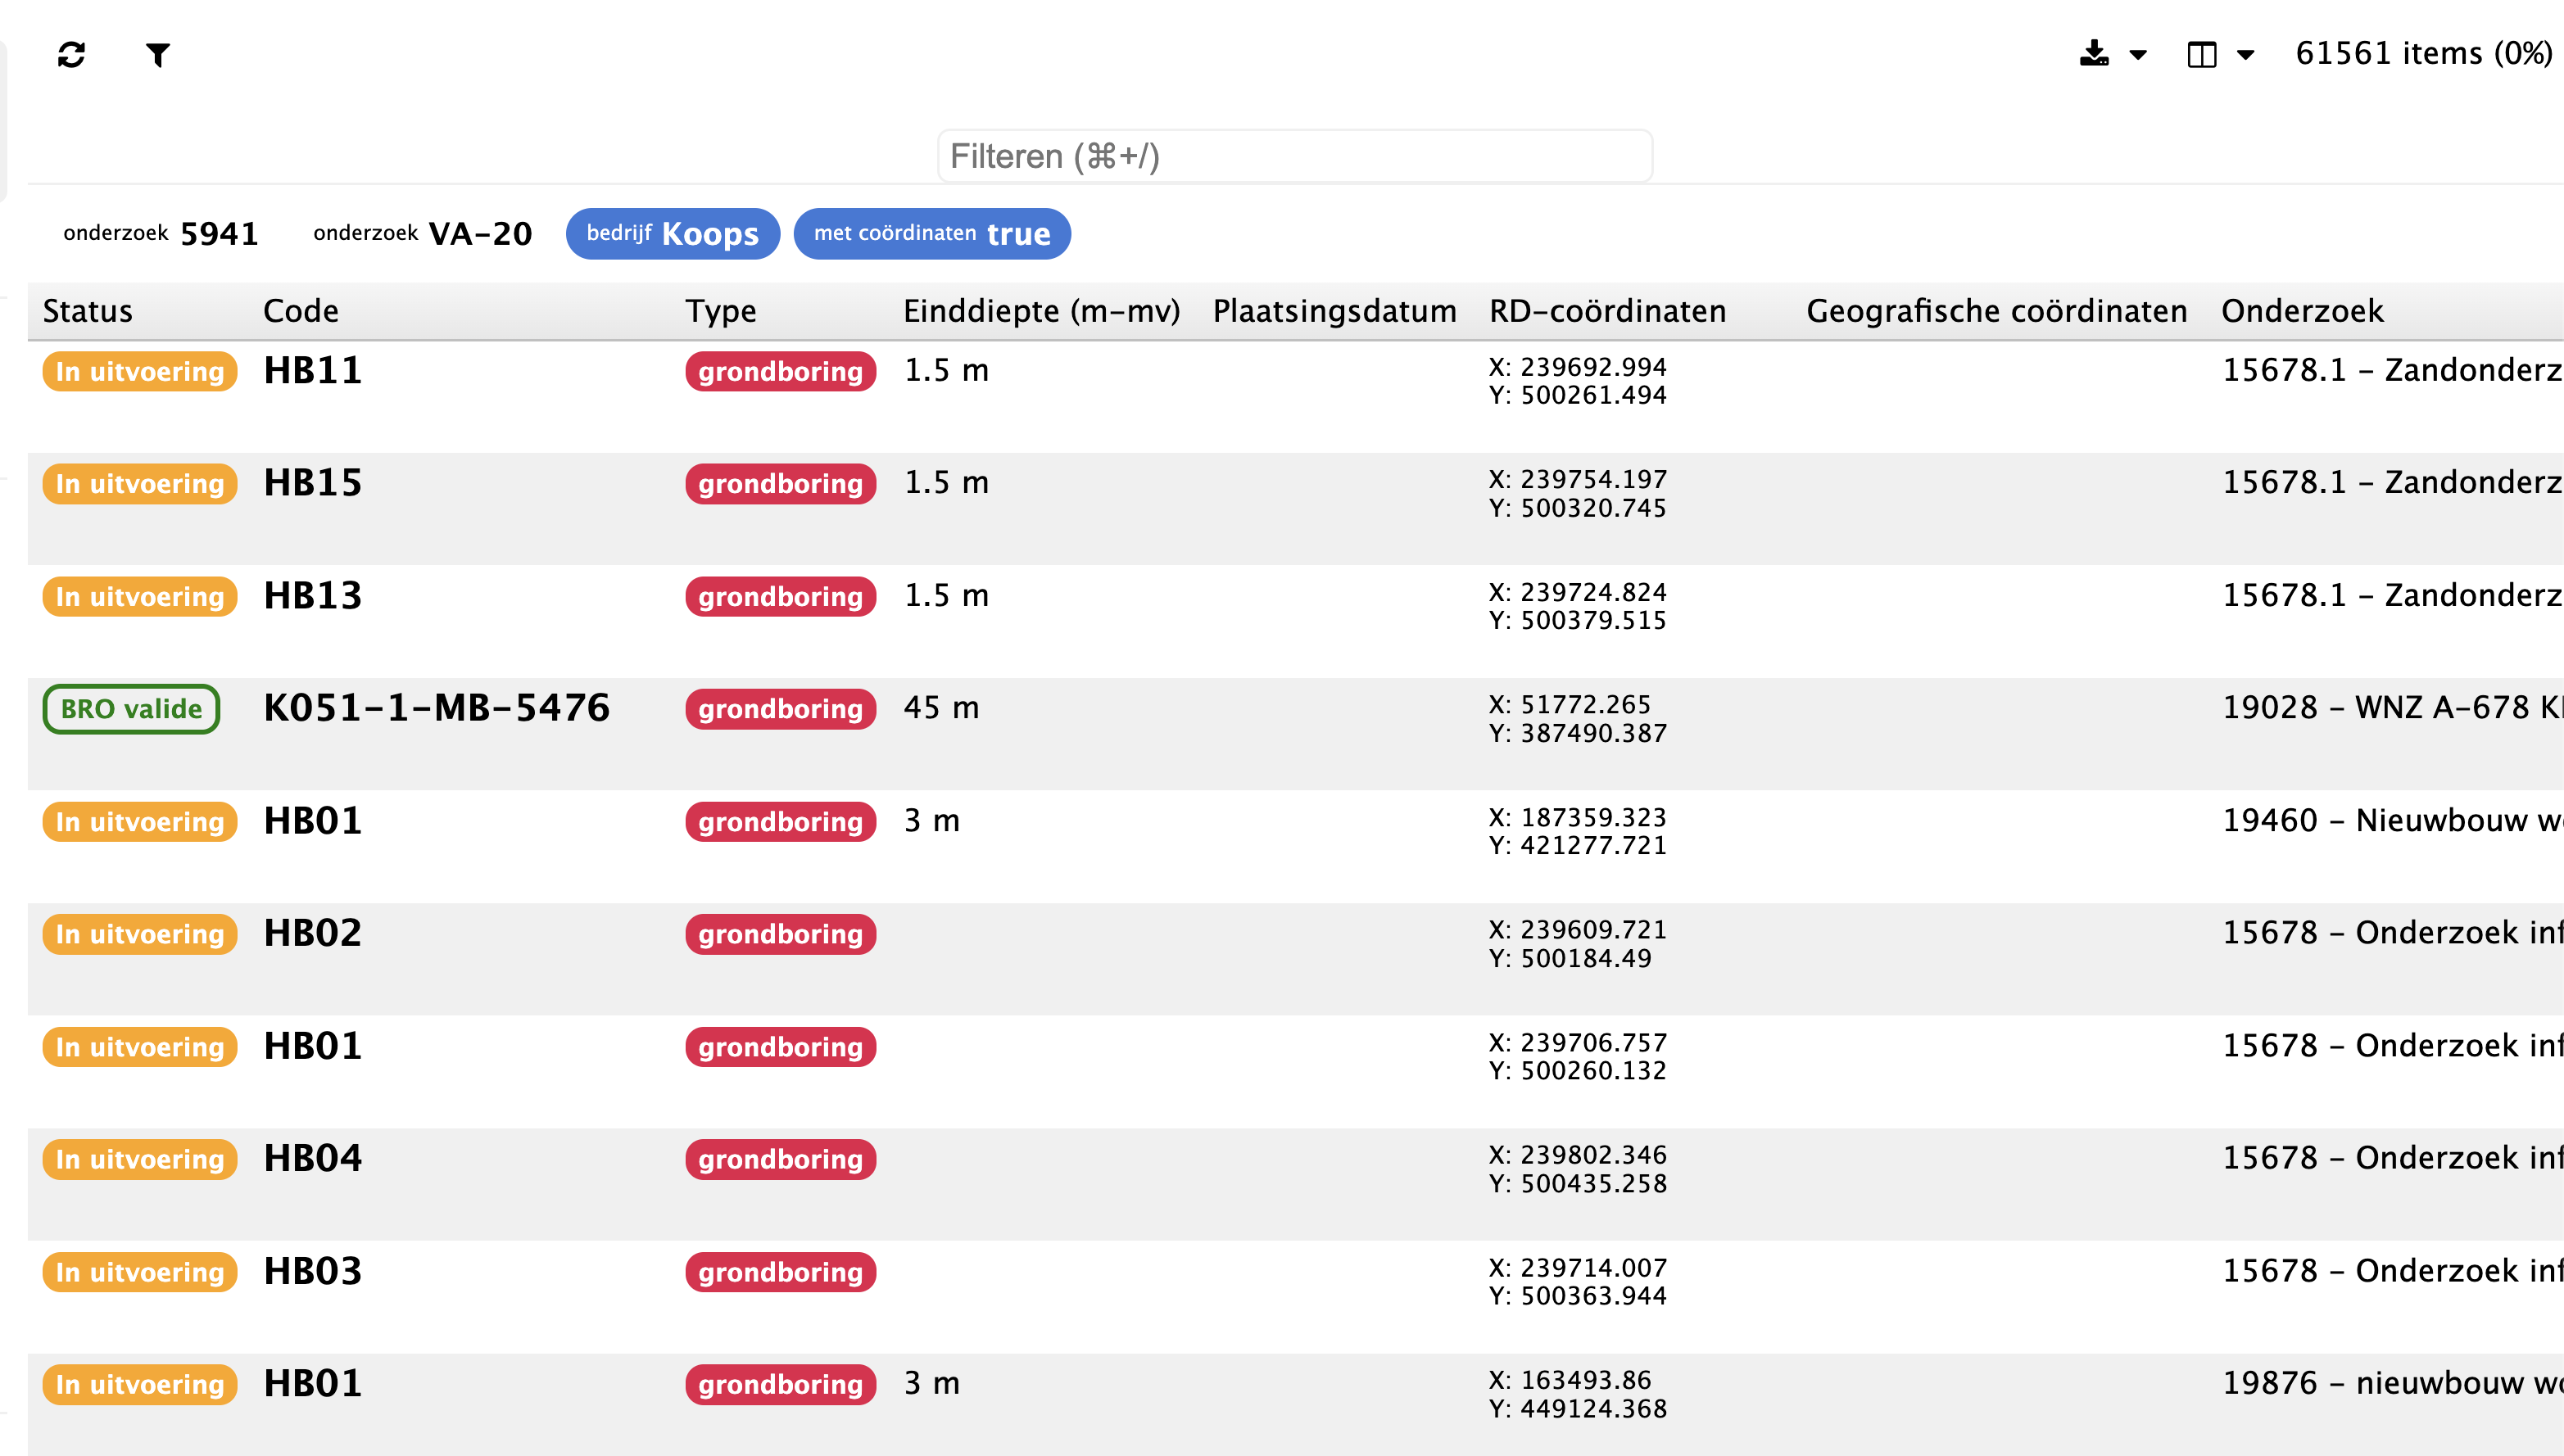 61561 items (0%)
Filteren (⌘+/)
onderzoek 5941 onderzoek VA-20 bedrijf Koops met coördinaten true
Status Code Type Einddiepte (m-mv) Plaatsingsdatum RD-coördinaten Geografische coördinaten Onderzoek
In uitvoering HB11 grondboring 1.5 m X: 239692.994 15678.1 - Zandonderz
Y: 500261.494
In uitvoering HB15 grondboring 1.5 m X: 239754.197 15678.1 - Zandonderz
Y: 500320.745
In uitvoering HB13 grondboring 1.5 m X: 239724.824 15678.1 - Zandonderz
Y: 500379.515
BRO valide K051-1-MB-5476 grondboring 45 m X: 51772.265 19028 - WNZ A-678
Y: 387490.387
In uitvoering HB01 grondboring 3 m X: 187359.323 19460 - Nieuwbouw
Y: 421277.721
In uitvoering HB02 grondboring X: 239609.721 15678 - Onderzoek inf
Y: 500184.49
In uitvoering HB01 grondboring X: 239706.757 15678 - Onderzoek inf
Y: 500260.132
In uitvoering HB04 grondboring X: 239802.346 15678 - Onderzoek inf
Y: 500435.258
In uitvoering HB03 grondboring X: 239714.007 15678 - Onderzoek inf
Y: 500363.944
In uitvoering HB01 grondboring 3 m X: 163493.86 19876 - nieuwbouw
Y: 449124.368